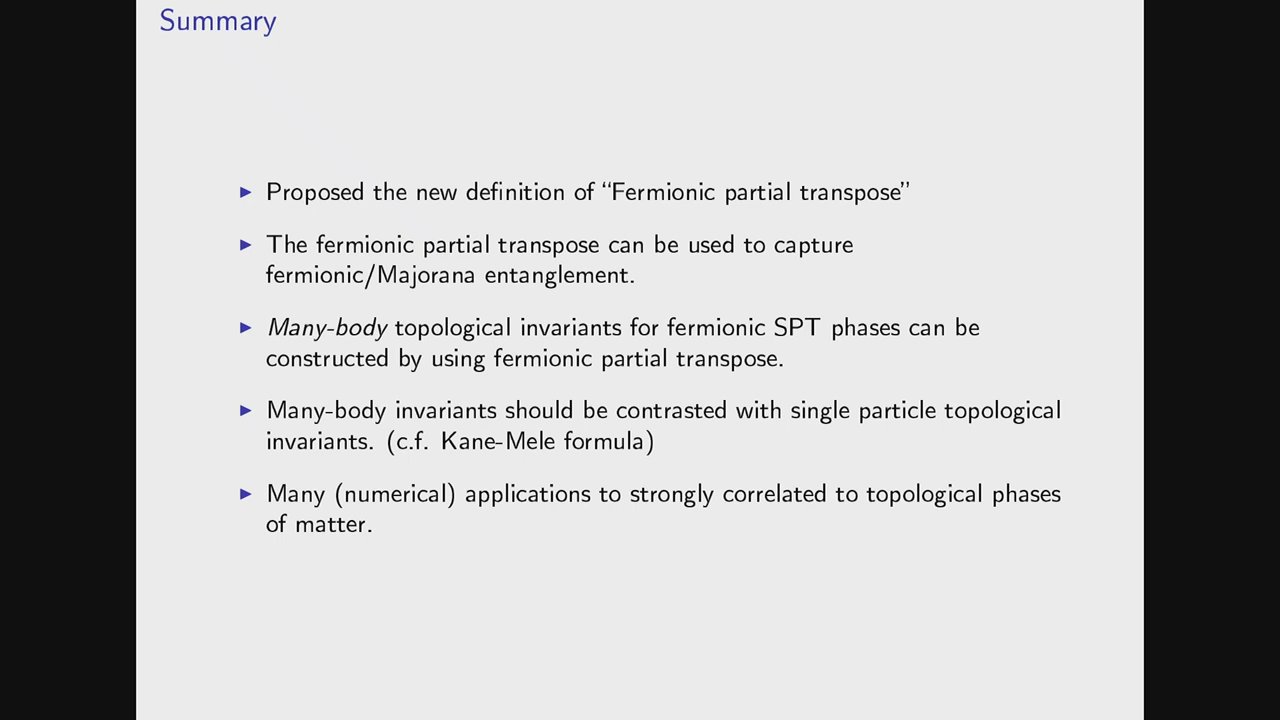 Summary
▶ Proposed the new definition of “Fermionic partial transpose”
▶ The fermionic partial transpose can be used to capture
fermionic/Majorana entanglement.
▶ Many-body topological invariants for fermionic SPT phases can be
constructed by using fermionic partial transpose.
▶ Many-body invariants should be contrasted with single particle topological
invariants. (c.f. Kane-Mele formula)
▶ Many (numerical) applications to strongly correlated to topological phases
of matter.